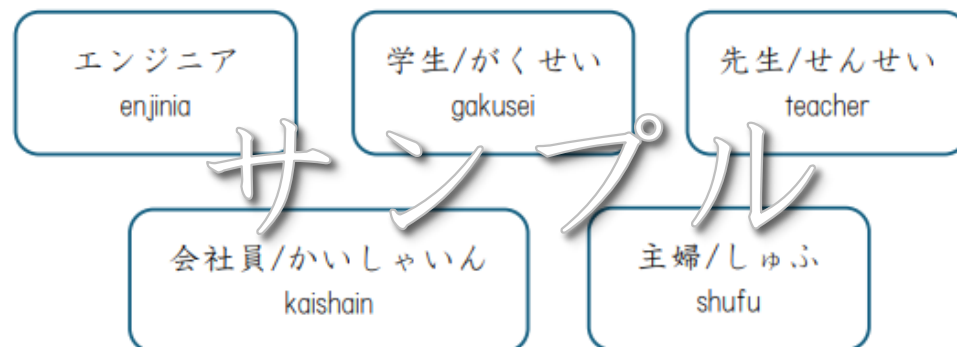 エンジニア
enjinia
学生/がくせい
gakusei
先生/せんせい
teacher
サンプル
会社員/かいしゃいん
kaishain
主婦/しゅふ
shufu